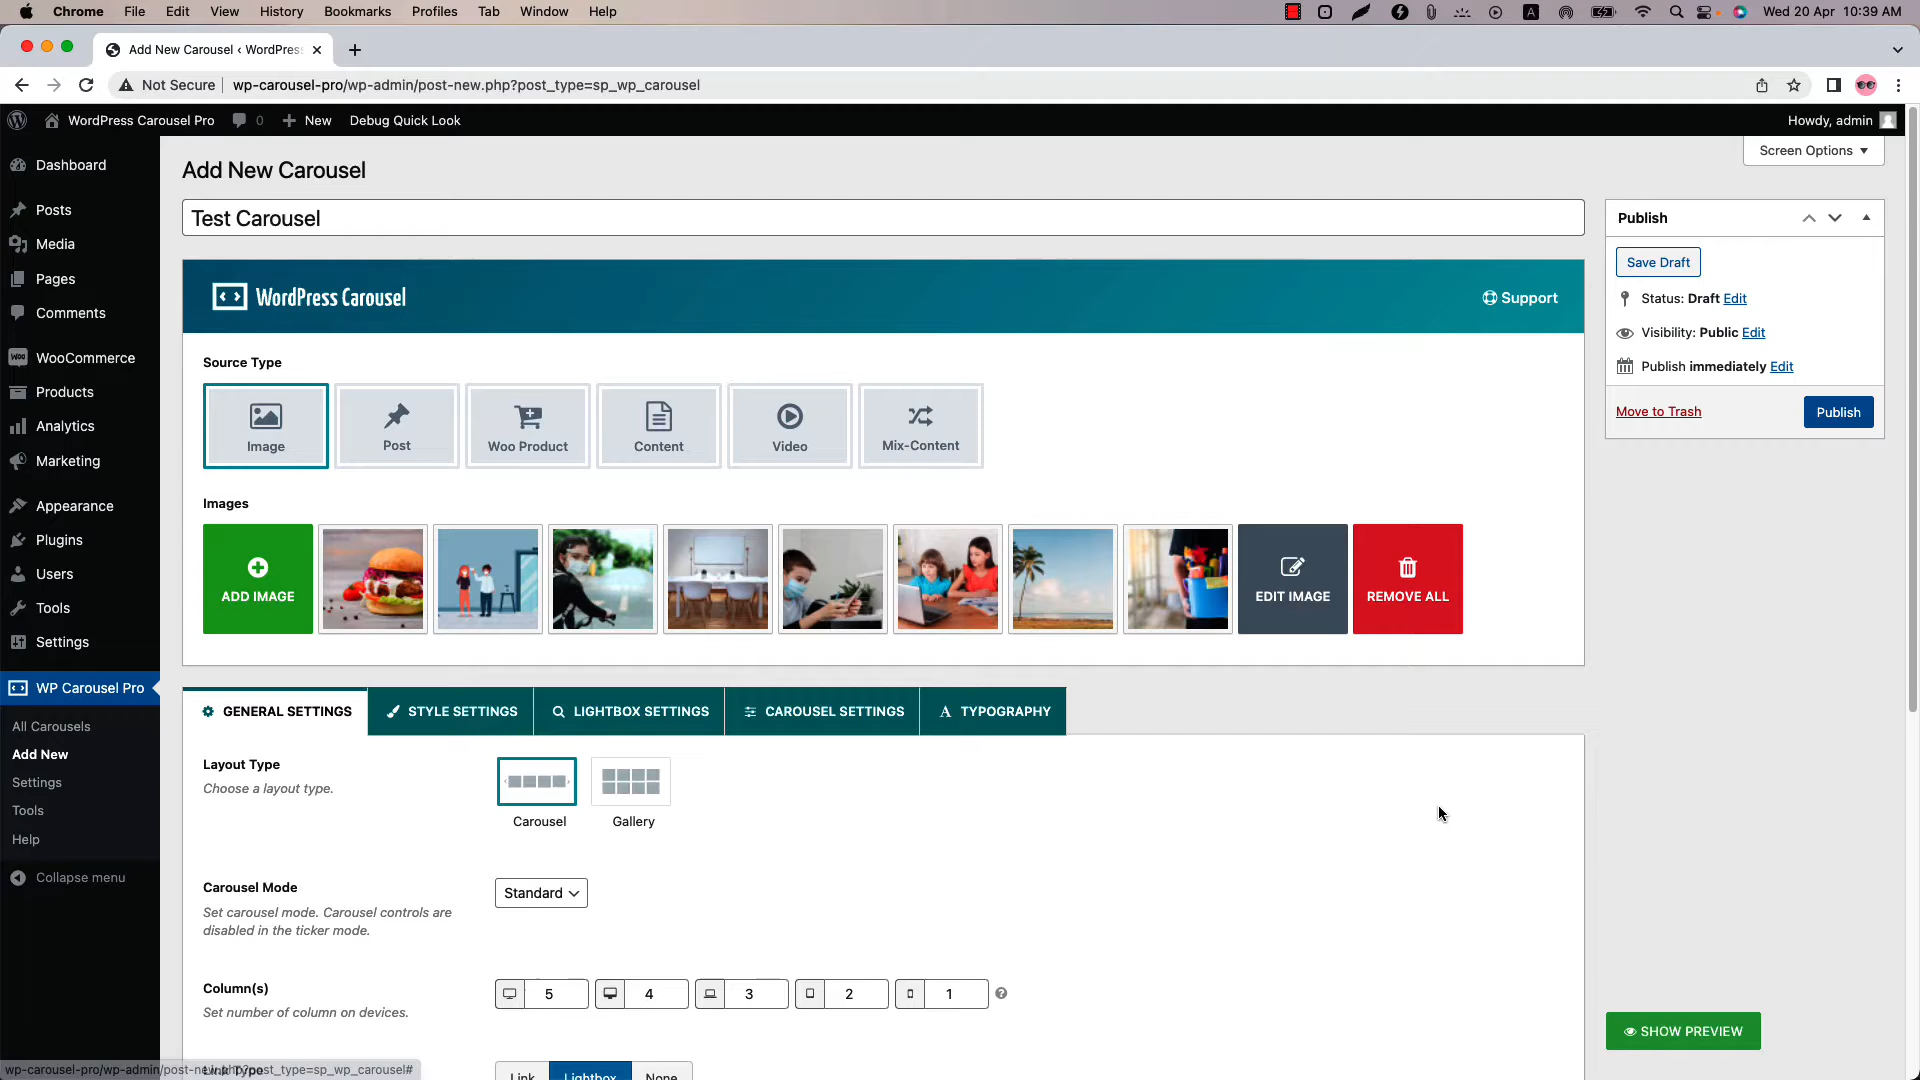 Chrome File Edit View History Bookmarks Profiles Tab Window Help
A Wed 20 Apr 10:39 AM
Add New Carousel ‹ WordPress
Not Secure wp-carousel-pro/wp-admin/post-new.php?post_type=sp_wp_carousel
WordPress Carousel Pro 0 New Debug Quick Look Howdy, admin
Screen Options
Dashboard
Posts
Media
Pages
Comments
Woo WooCommerce
Products
Analytics
Marketing
Appearance
Plugins
Users
Tools
Settings
WP Carousel Pro
All Carousels
Add New
Settings
Tools
Help
Collapse menu
Add New Carousel
Test Carousel
WordPress Carousel
Support
Source Type
Image Post Woo Product Content Video Mix-Content
Images
ADD IMAGE EDIT IMAGE REMOVE ALL
GENERAL SETTINGS STYLE SETTINGS LIGHTBOX SETTINGS CAROUSEL SETTINGS A TYPOGRAPHY
Layout Type
Choose a layout type.
Carousel Gallery
Carousel Mode
Set carousel mode. Carousel controls are
disabled in the ticker mode.
Standard
Column(s)
Set number of column on devices.
5 4 3 2 1
Link Lightbox None
Publish
Save Draft
Status: Draft Edit
Visibility: Public Edit
Publish immediately Edit
Move to Trash Publish
SHOW PREVIEW
wp-carousel-pro/wp-admin/post-new.php?post_type=sp_wp_carousel#